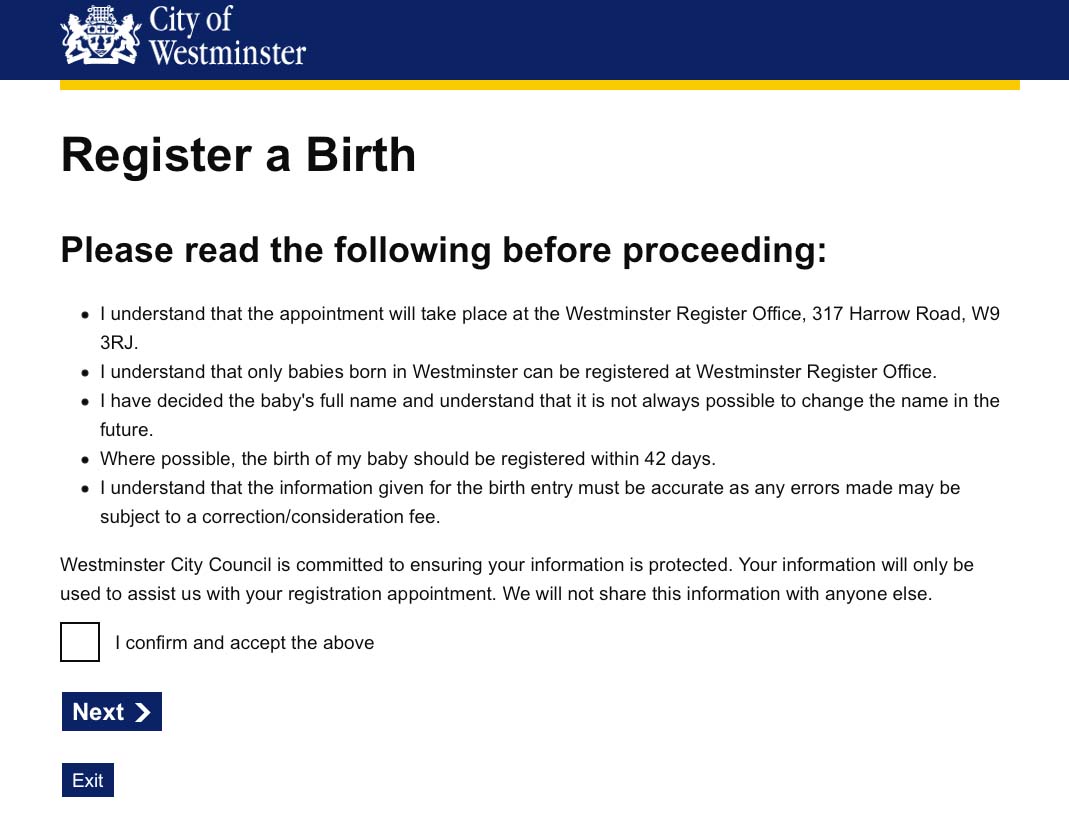 City of
Westminster
Register a Birth
Please read the following before proceeding:
• I understand that the appointment will take place at the Westminster Register Office, 317 Harrow Road, W9
3RJ.
• I understand that only babies born in Westminster can be registered at Westminster Register Office.
• I have decided the baby's full name and understand that it is not always possible to change the name in the
future.
• Where possible, the birth of my baby should be registered within 42 days.
• I understand that the information given for the birth entry must be accurate as any errors made may be
subject to a correction/consideration fee.
Westminster City Council is committed to ensuring your information is protected. Your information will only be
used to assist us with your registration appointment. We will not share this information with anyone else.
I confirm and accept the above
Next
Exit